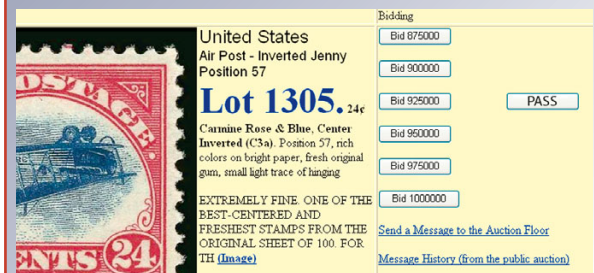 POSTAGE
CENTS 24
United States
Air Post - Inverted Jenny
Position 57
Lot 1305. 24¢
Carmine Rose & Blue, Center
Inverted (C3a). Position 57, rich
colors on bright paper, fresh original
gum, small light trace of hinging
EXTREMELY FINE. ONE OF THE
BEST-CENTERED AND
FRESHEST STAMPS FROM THE
ORIGINAL SHEET OF 100. FOR
TH (Image)
Bidding
Bid 875000
Bid 900000
Bid 925000
PASS
Bid 950000
Bid 975000
Bid 1000000
Send a Message to the Auction Floor
Message History (from the public auction)